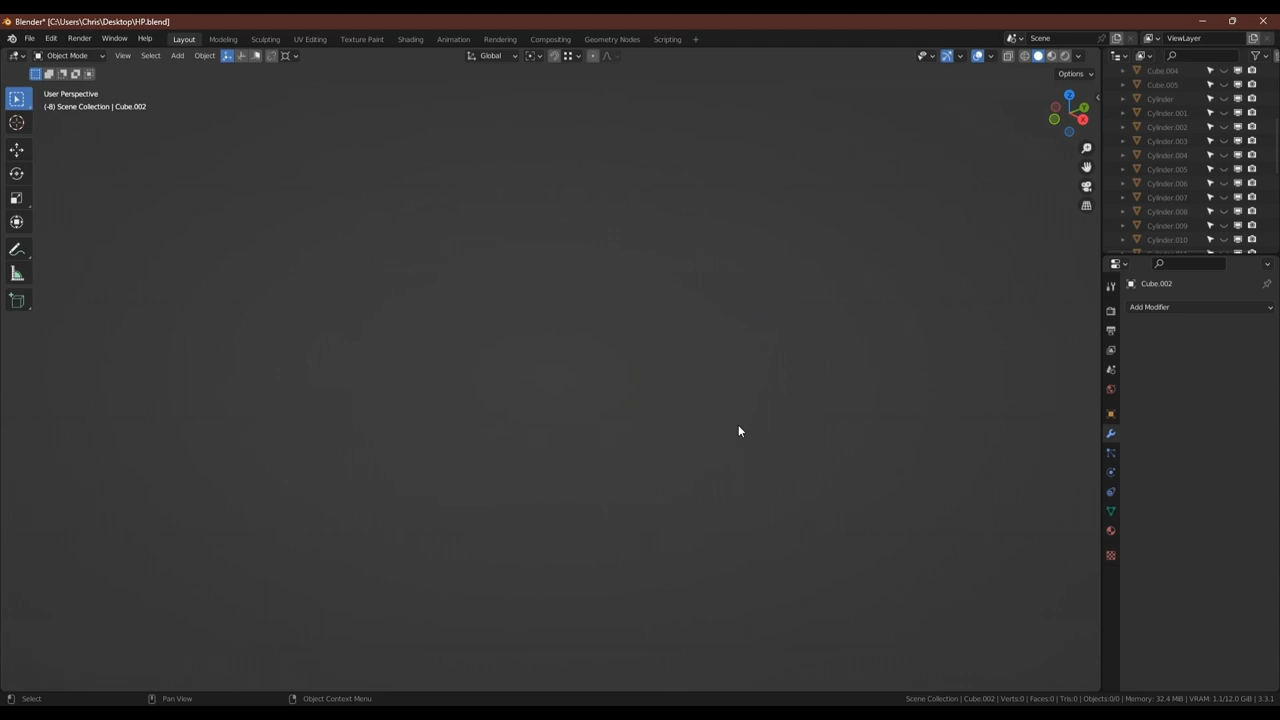 Blender* [C:\Users\Chris\Desktop\HP.blend]
File Edit Render Window Help Layout Modeling Sculpting UV Editing Texture Paint Shading Animation Rendering Compositing Geometry Nodes Scripting + Scene ViewLayer
Object Mode View Select Add Object Global
Options
User Perspective
(-8) Scene Collection | Cube.002
Z
Y
X
Cube.004
Cube.005
Cylinder
Cylinder.001
Cylinder.002
Cylinder.003
Cylinder.004
Cylinder.005
Cylinder.006
Cylinder.007
Cylinder.008
Cylinder.009
Cylinder.010
Cube.002
Add Modifier
Select Pan View Object Context Menu Scene Collection | Cube.002 | Verts:0 | Faces:0 | Tris:0 | Objects:0/0 | Memory: 32.4 MiB | VRAM: 1.1/12.0 GiB | 3.3.1